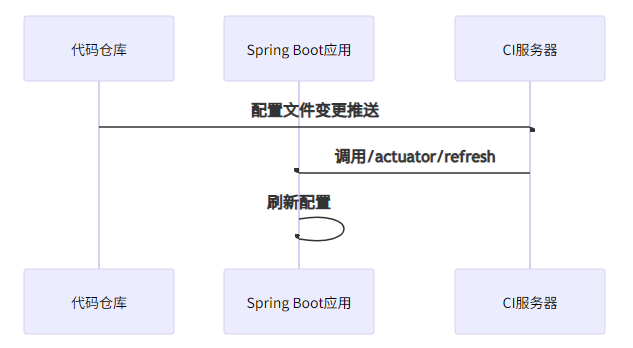 代码仓库
Spring Boot应用
CI服务器
配置文件变更推送
调用/actuator/refresh
刷新配置
代码仓库
Spring Boot应用
CI服务器